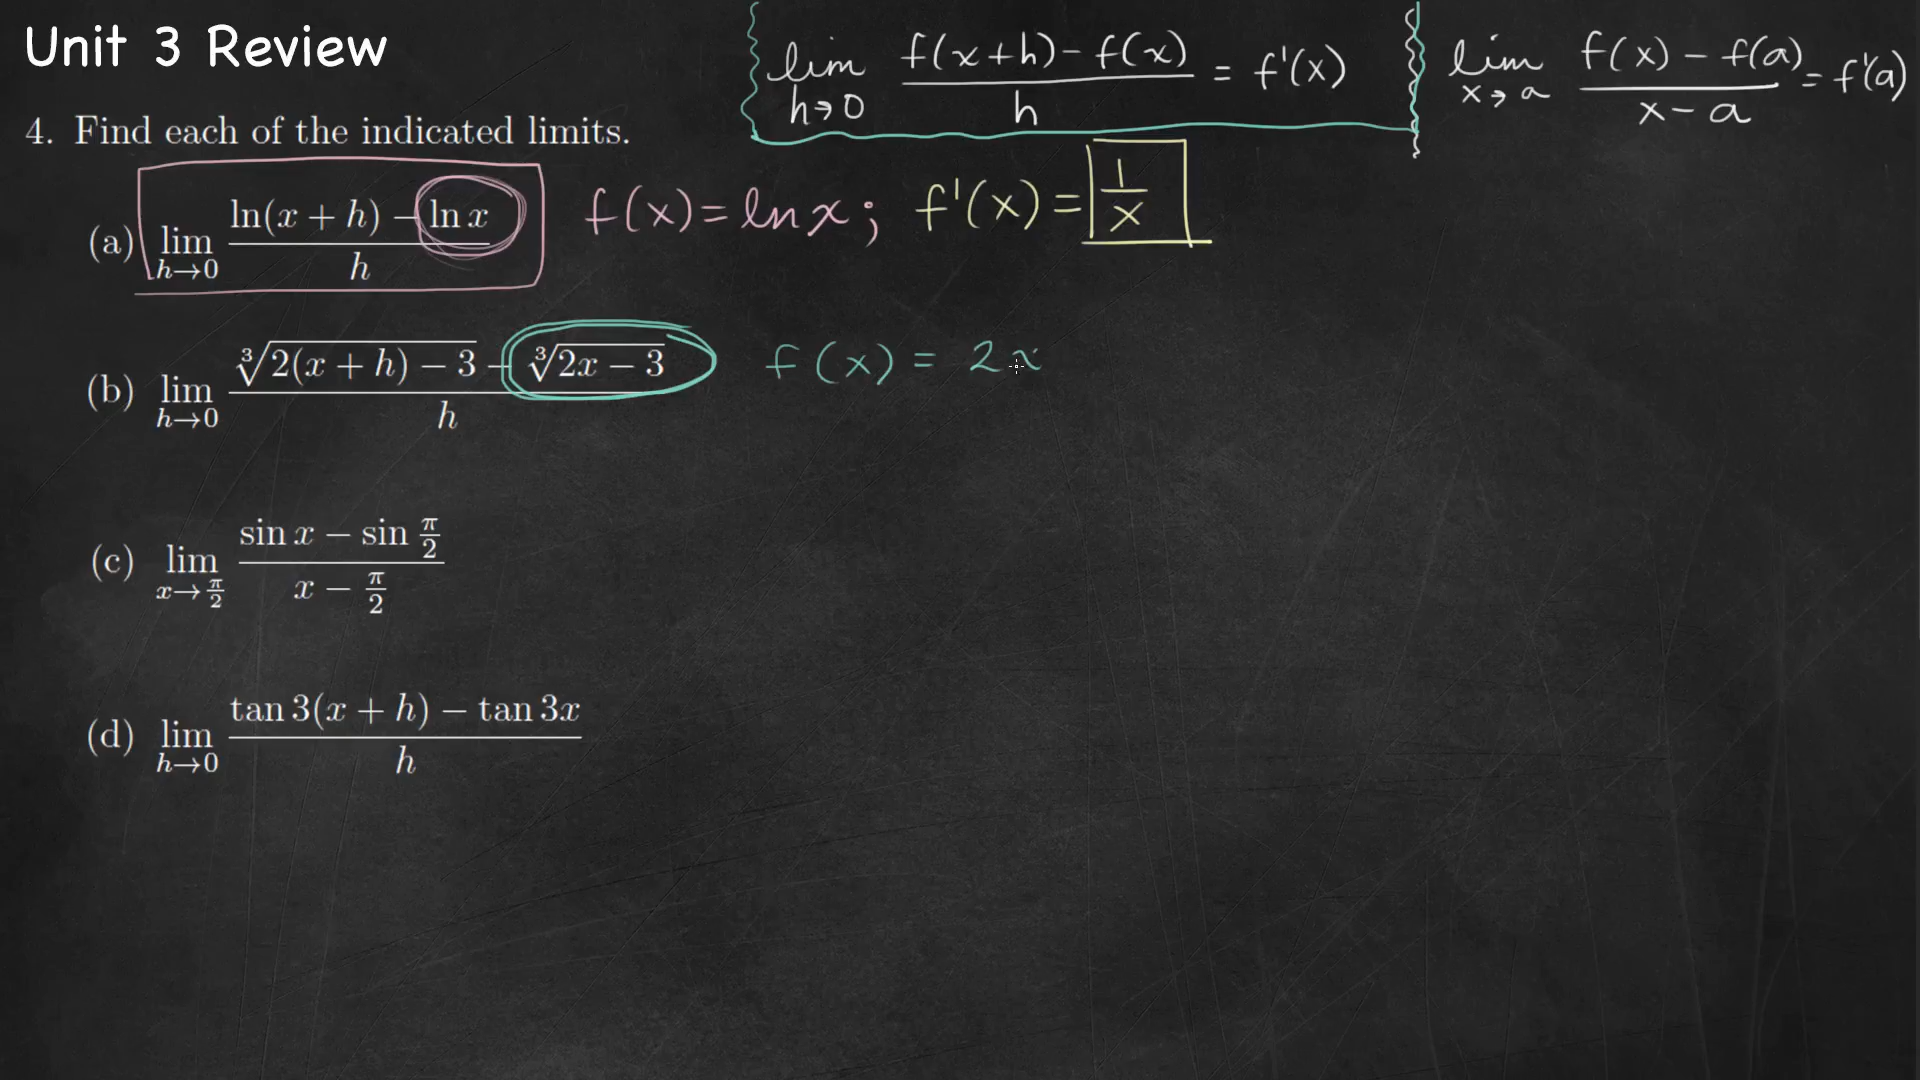 Unit 3 Review
lim h→0 f(x+h) − f(x) / h = f'(x)
lim x→a f(x) − f(a) / x − a = f'(a)
4. Find each of the indicated limits.
(a) lim h→0 ln(x + h) − ln x / h
f(x) = ln x ; f'(x) = 1/x
(b) lim h→0 ∛(2(x + h) − 3) − ∛(2x − 3) / h
f(x) = 2x
(c) lim x→π/2 sin x − sin π/2 / x − π/2
(d) lim h→0 tan 3(x + h) − tan 3x / h